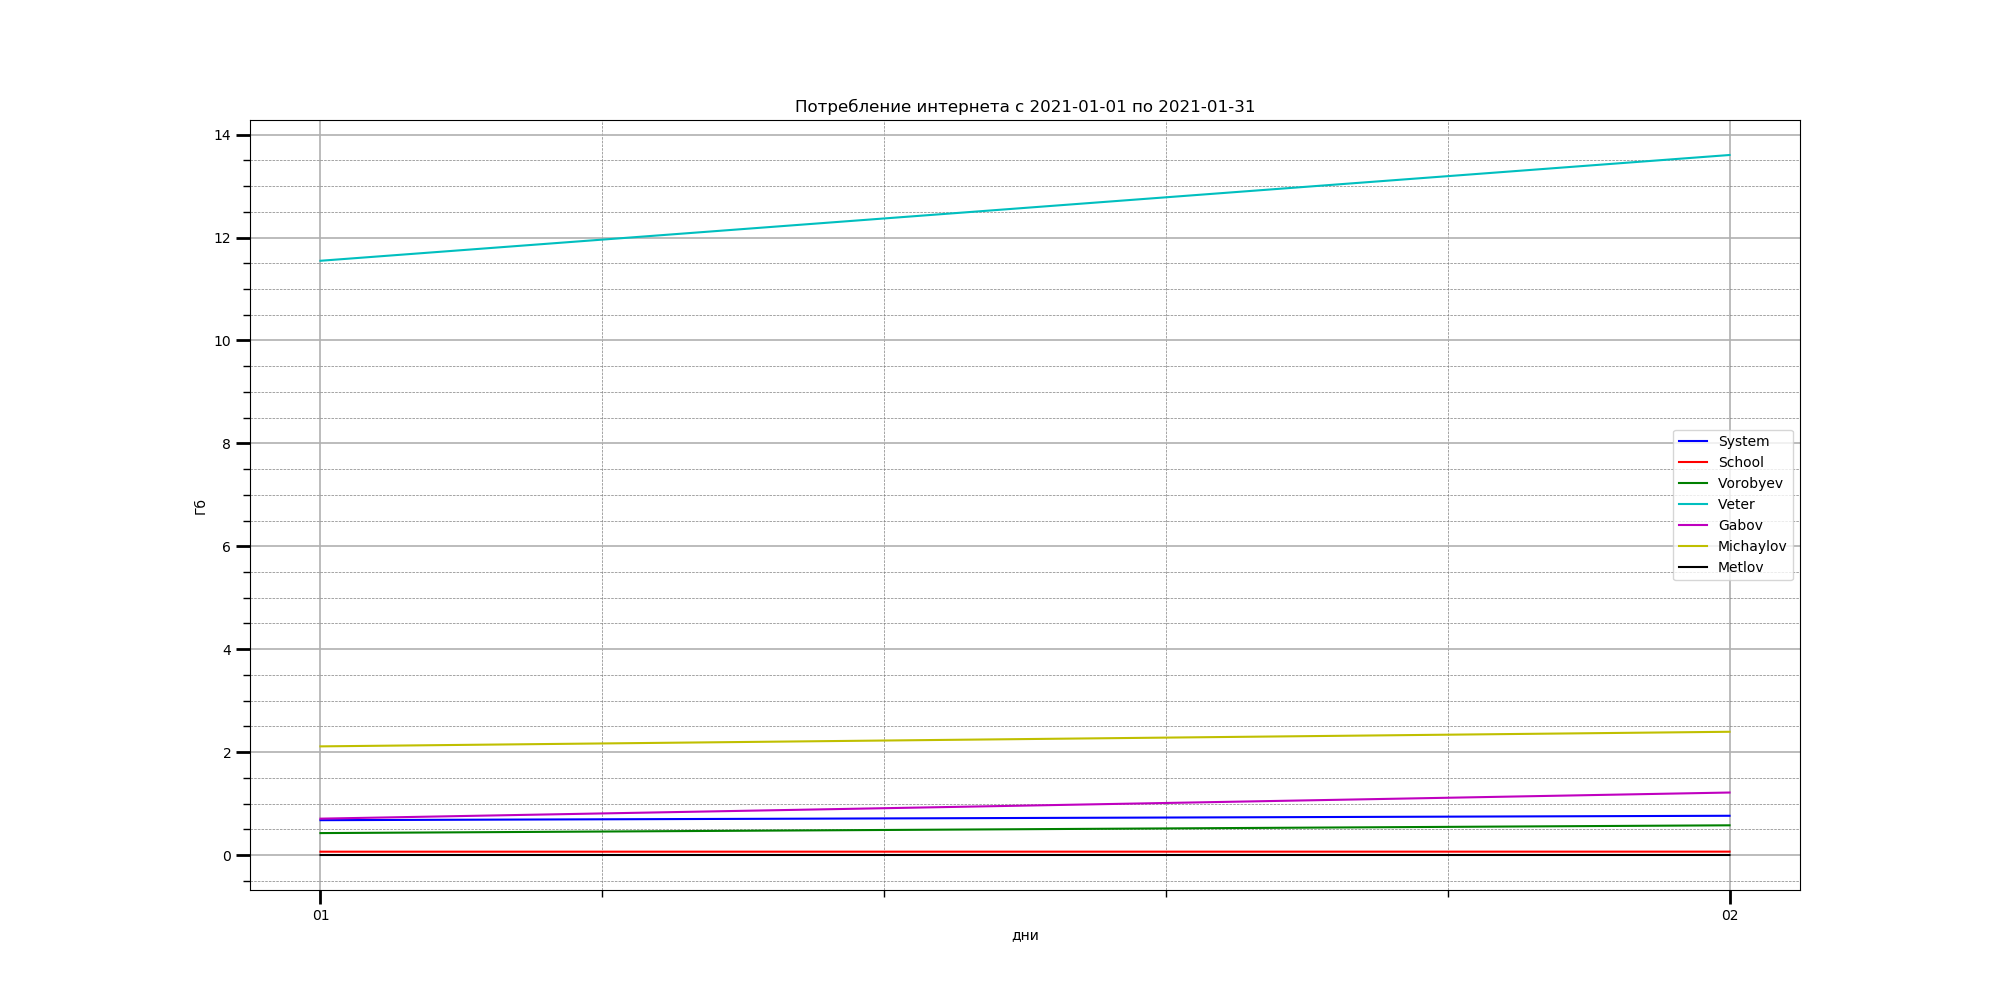 Потребление интернета с 2021-01-01 по 2021-01-31
14
12
10
8
6
4
2
0
Гб
System
School
Vorobyev
Veter
Gabov
Michaylov
Metlov
01
02
дни